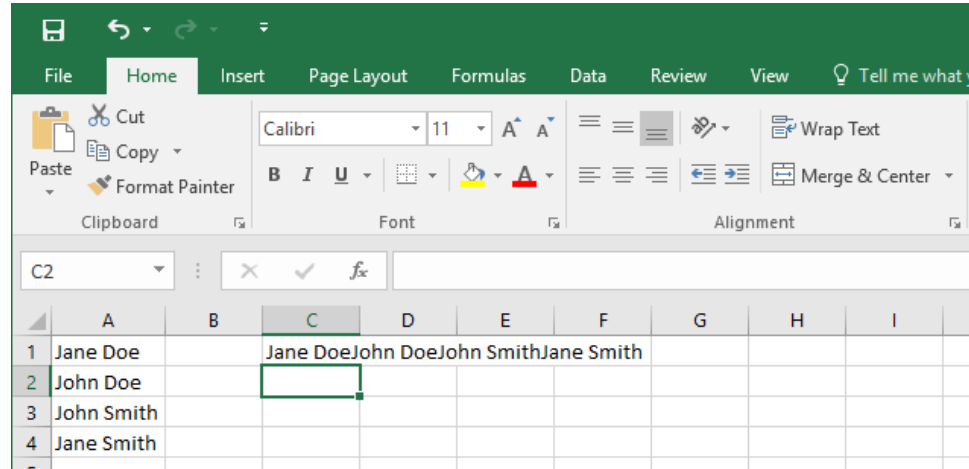 File Home Insert Page Layout Formulas Data Review View Tell me what
Cut
Copy
Paste
Format Painter
Clipboard
Calibri 11 A A
B I U A
Font
Wrap Text
Merge & Center
Alignment
C2 fx
A B C D E F G H I
1 Jane Doe Jane DoeJohn DoeJohn SmithJane Smith
2 John Doe
3 John Smith
4 Jane Smith